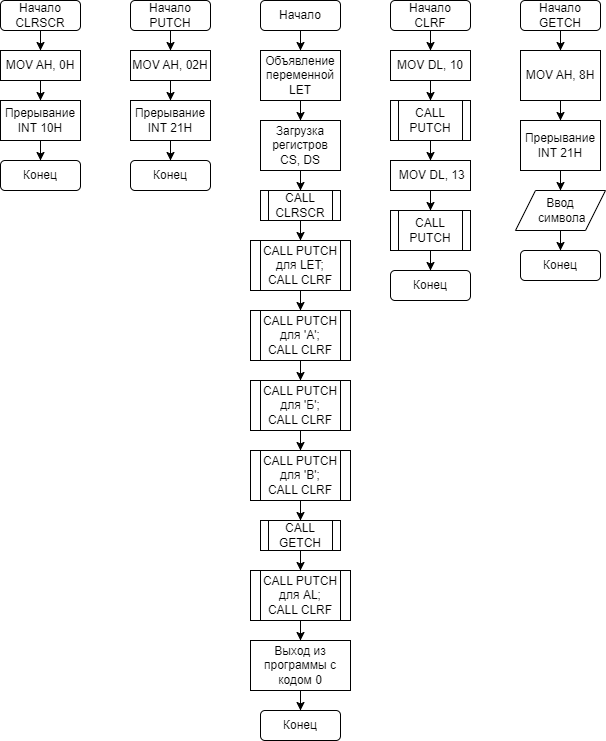 Начало
CLRSCR
MOV AH, 0H
Прерывание
INT 10H
Конец
Начало
PUTCH
MOV AH, 02H
Прерывание
INT 21H
Конец
Начало
Объявление
переменной
LET
Загрузка
регистров
CS, DS
CALL
CLRSCR
CALL PUTCH
для LET;
CALL CLRF
CALL PUTCH
для 'А';
CALL CLRF
CALL PUTCH
для 'Б';
CALL CLRF
CALL PUTCH
для 'В';
CALL CLRF
CALL
GETCH
CALL PUTCH
для AL;
CALL CLRF
Выход из
программы с
кодом 0
Конец
Начало
CLRF
MOV DL, 10
CALL
PUTCH
MOV DL, 13
CALL
PUTCH
Конец
Начало
GETCH
MOV AH, 8H
Прерывание
INT 21H
Ввод
символа
Конец